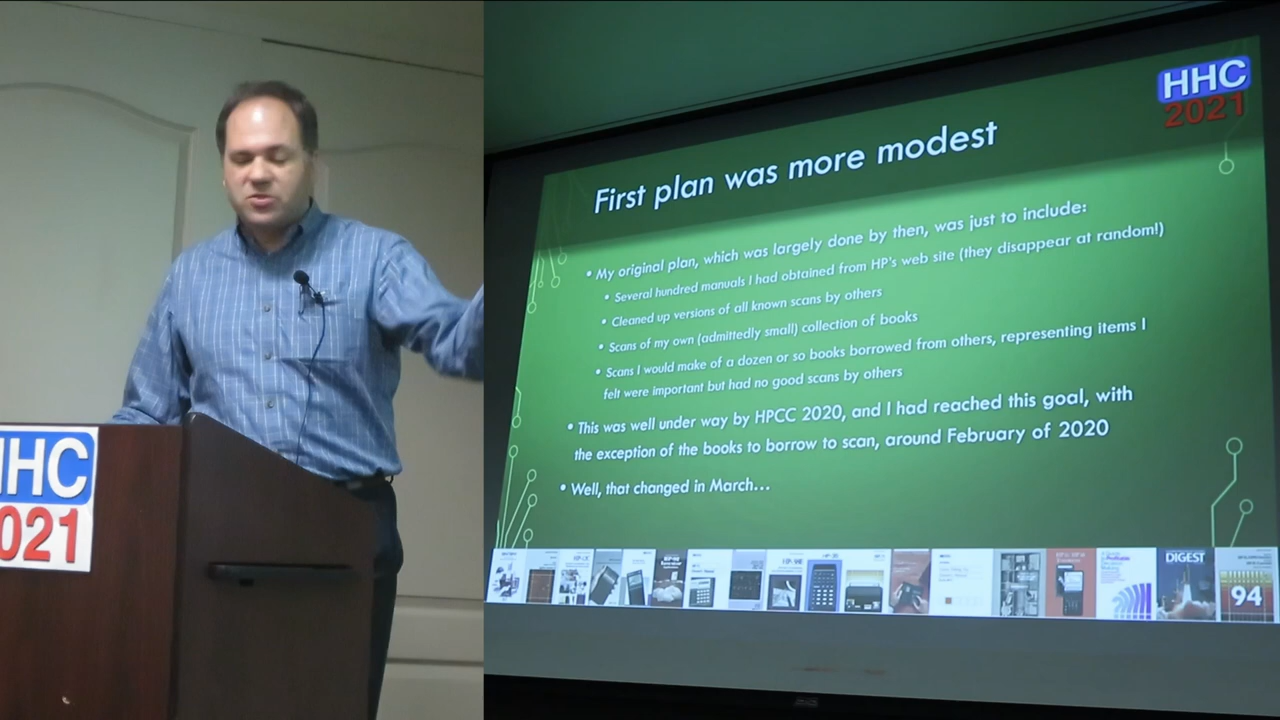 HHC
2021
HHC
2021
First plan was more modest
• My original plan, which was largely done by then, was just to include:
• Several hundred manuals I had obtained from HP's web site (they disappear at random!)
• Cleaned up versions of all known scans by others
• Scans of my own (admittedly small) collection of books
• Scans I would make of a dozen or so books borrowed from others, representing items I
felt were important but had no good scans by others
• This was well under way by HPCC 2020, and I had reached this goal, with
the exception of the books to borrow to scan, around February of 2020
• Well, that changed in March...
DIGEST
94